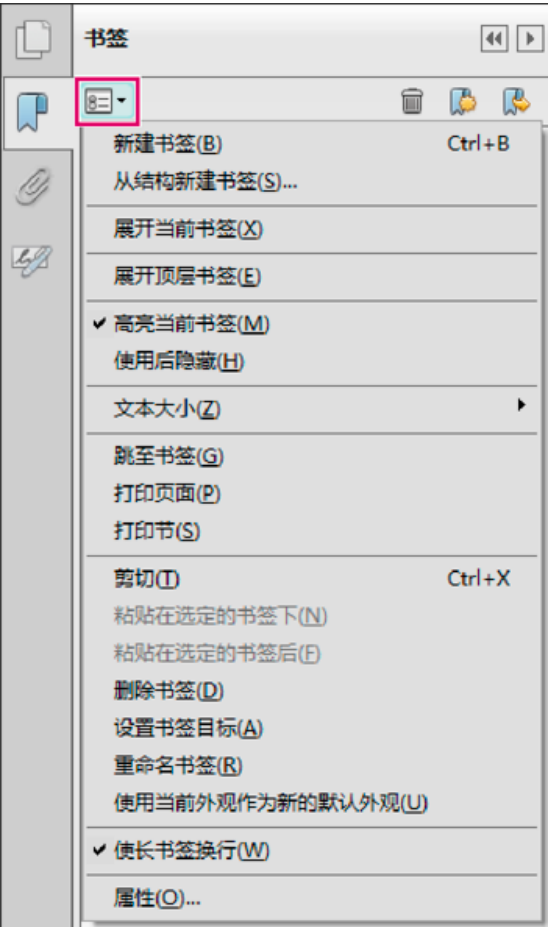 书签
新建书签(B) Ctrl+B
从结构新建书签(S)...
展开当前书签(X)
展开顶层书签(E)
高亮当前书签(M)
使用后隐藏(H)
文本大小(Z)
跳至书签(G)
打印页面(P)
打印节(S)
剪切(T) Ctrl+X
粘贴在选定的书签下(N)
粘贴在选定的书签后(F)
删除书签(D)
设置书签目标(A)
重命名书签(R)
使用当前外观作为新的默认外观(U)
使长书签换行(W)
属性(O)...